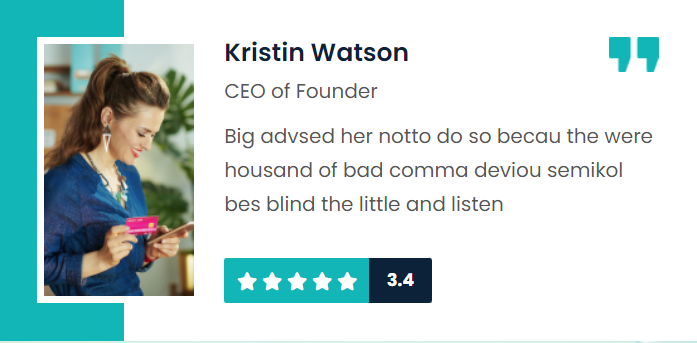 Kristin Watson
CEO of Founder
Big advsed her notto do so becau the were
housand of bad comma deviou semikol
bes blind the little and listen
3.4